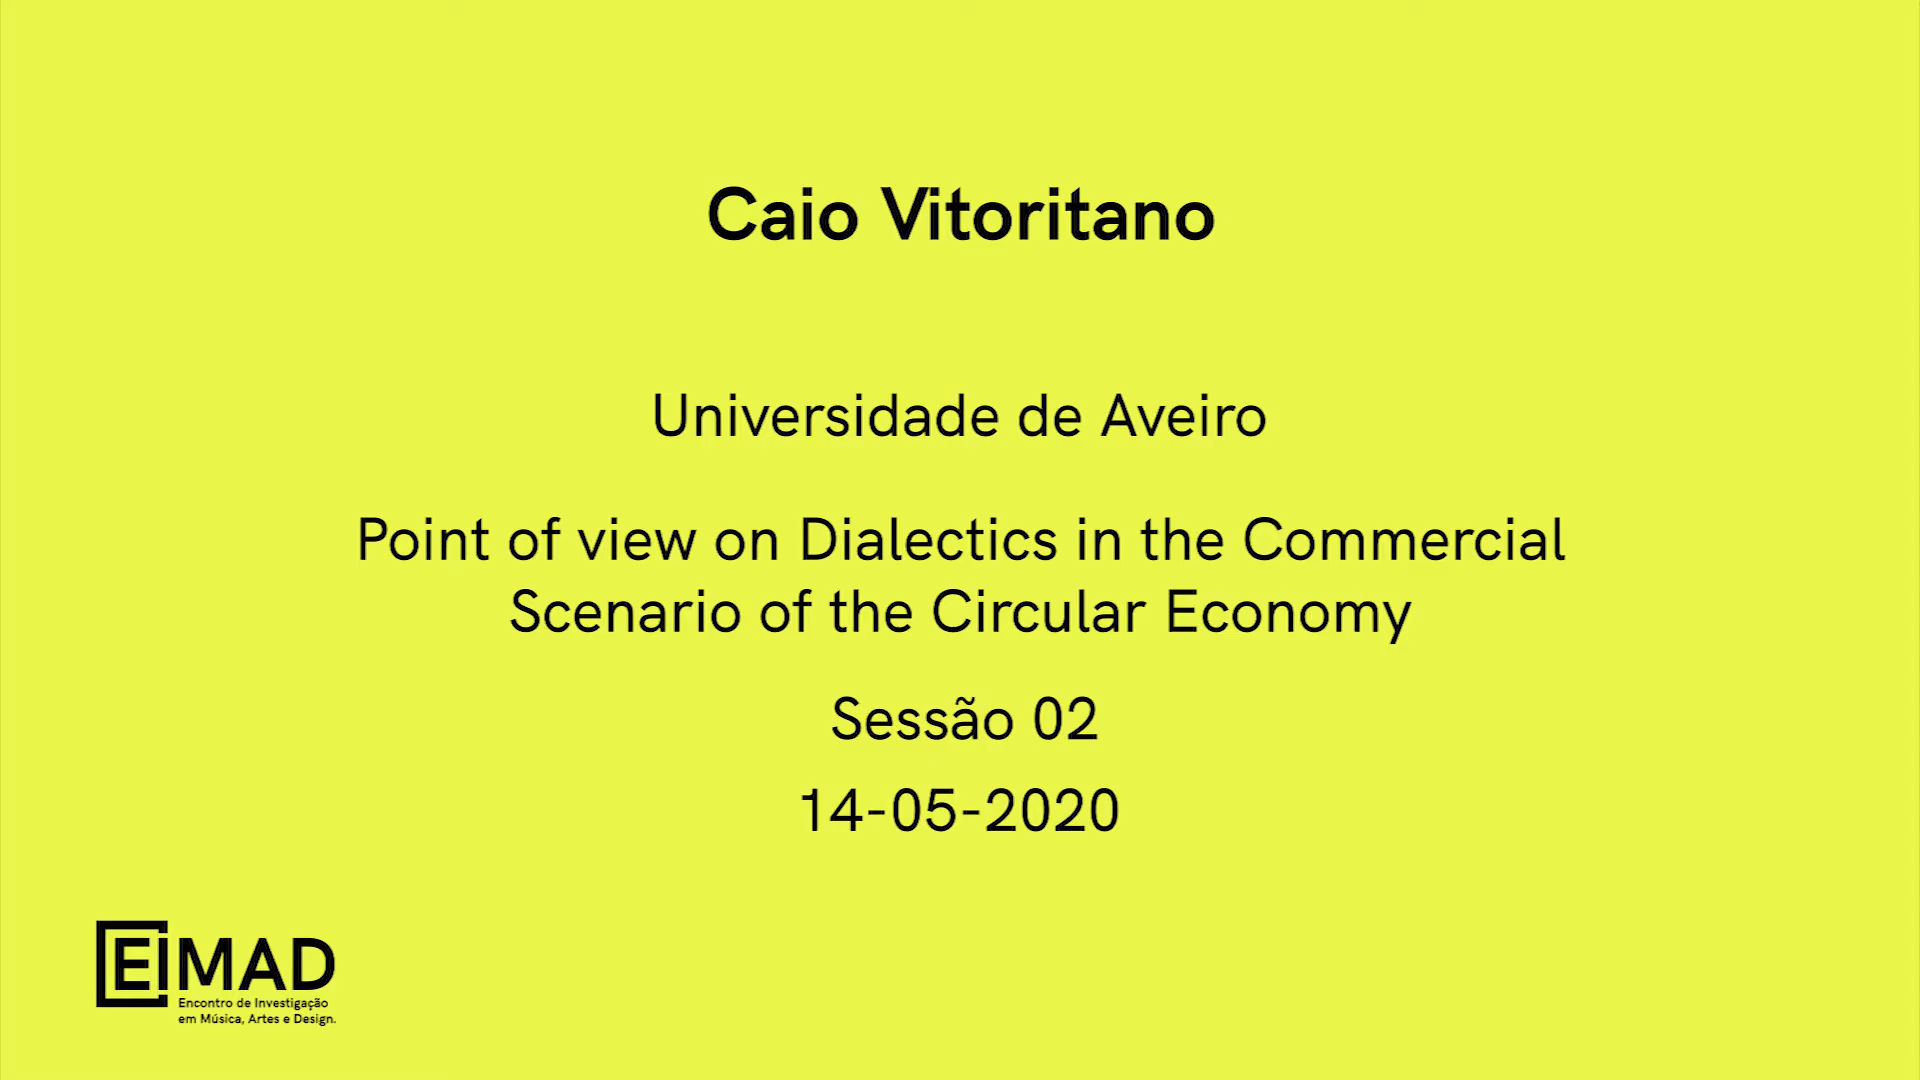 Caio Vitoritano
Universidade de Aveiro
Point of view on Dialectics in the Commercial
Scenario of the Circular Economy
Sessão 02
14-05-2020
EIMAD
Encontro de Investigação
em Música, Artes e Design.